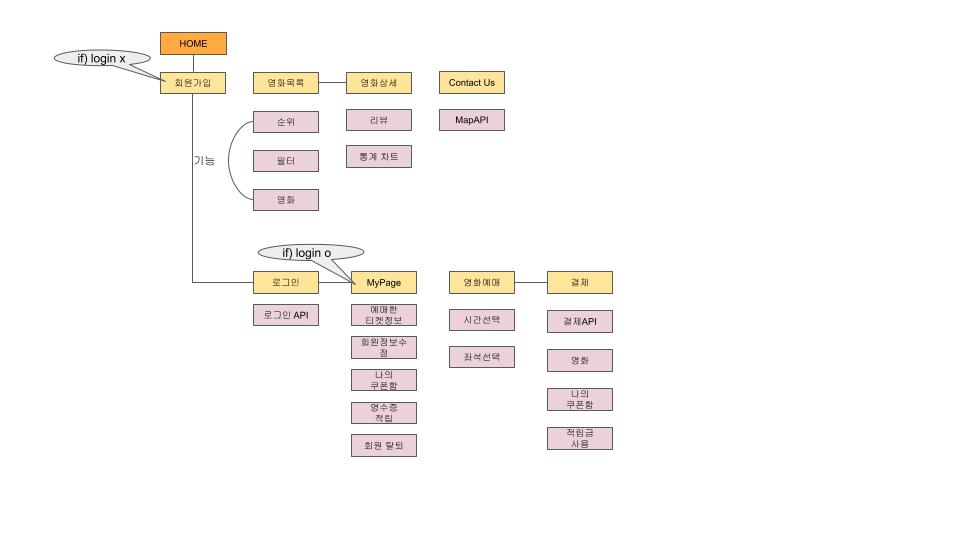 HOME
if) login x
회원가입
영화목록
영화상세
Contact Us
순위
리뷰
MapAPI
기능
필터
통계 차트
영화
if) login o
로그인
MyPage
영화예매
결제
로그인 API
예매한
티켓정보
시간선택
결제API
회원정보수
정
좌석선택
영화
나의
쿠폰함
나의
쿠폰함
영수증
적립
회원 탈퇴
적립금
사용